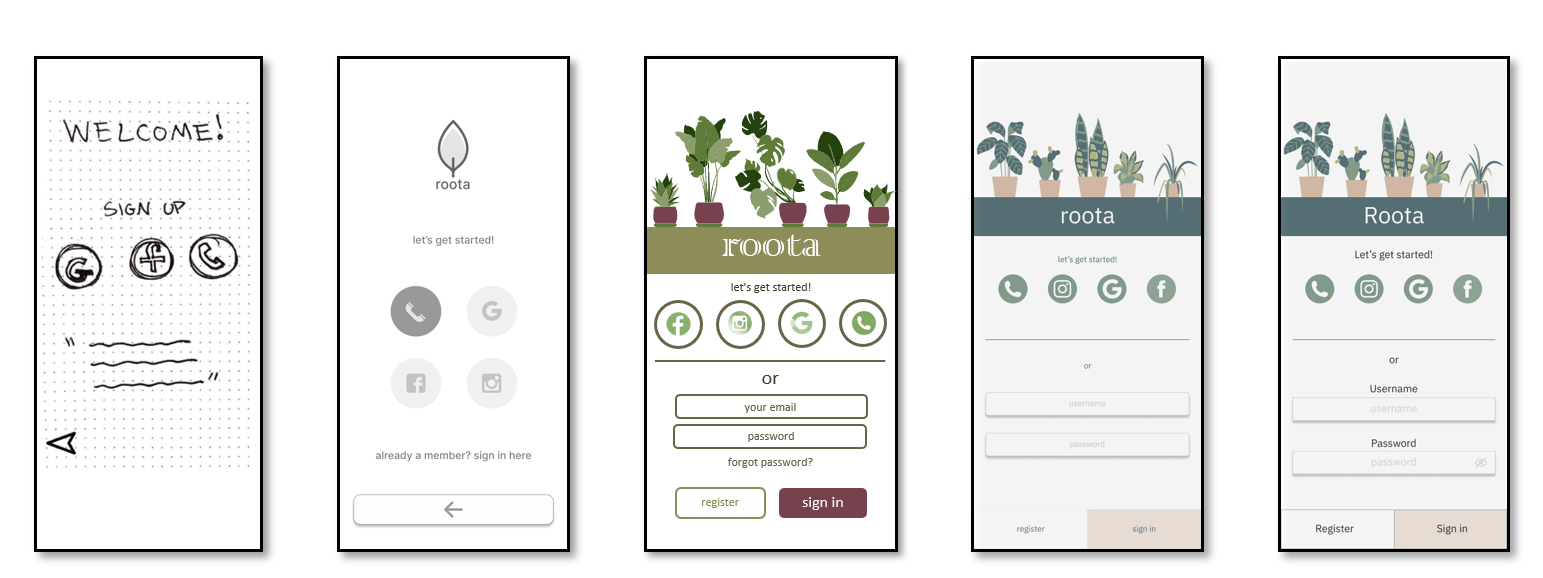 WELCOME!
SIGN UP
" "
roota
let's get started!
already a member? sign in here
roota
let's get started!
or
your email
password
forgot password?
register sign in
roota
let's get started!
or
username
password
register sign in
Roota
Let's get started!
or
Username
username
Password
password
Register Sign in